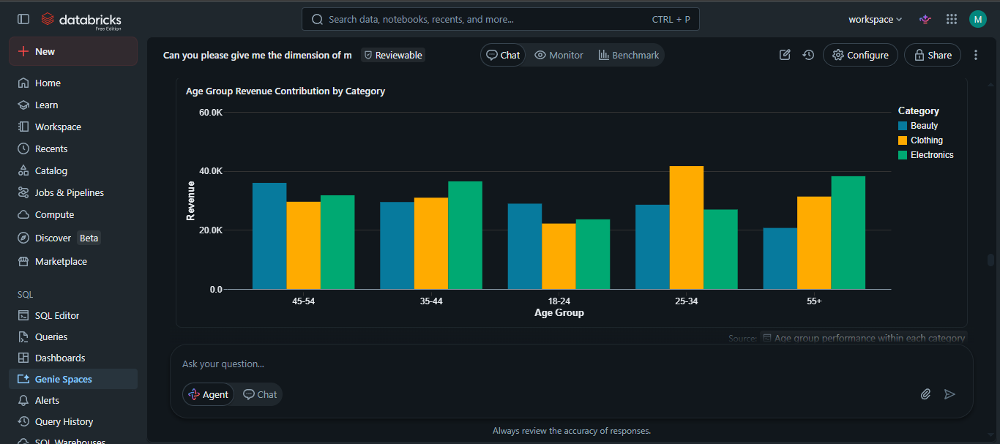 databricks
Free Edition
Search data, notebooks, recents, and more...
CTRL + P
workspace
M
New
Home
Learn
Workspace
Recents
Catalog
Jobs & Pipelines
Compute
Discover Beta
Marketplace
SQL
SQL Editor
Queries
Dashboards
Genie Spaces
Alerts
Query History
SQL Warehouses
Can you please give me the dimension of m
Reviewable
Chat
Monitor
Benchmark
Configure
Share
Age Group Revenue Contribution by Category
60.0K
40.0K
20.0K
0.0
Revenue
45-54
35-44
18-24
25-34
55+
Age Group
Category
Beauty
Clothing
Electronics
Source: Age group performance within each category
Ask your question...
Agent
Chat
Always review the accuracy of responses.